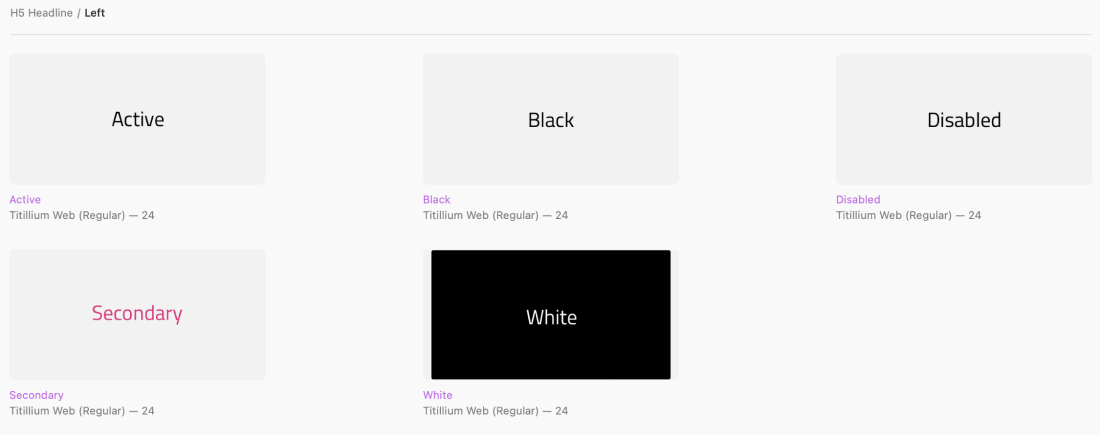 H5 Headline / Left
Active
Black
Disabled
Active
Titillium Web (Regular) — 24
Black
Titillium Web (Regular) — 24
Disabled
Titillium Web (Regular) — 24
Secondary
White
Secondary
Titillium Web (Regular) — 24
White
Titillium Web (Regular) — 24